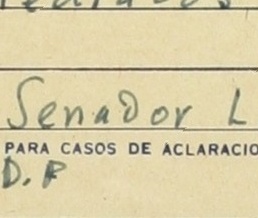 Senador L
PARA CASOS DE ACLARACIO
D.F